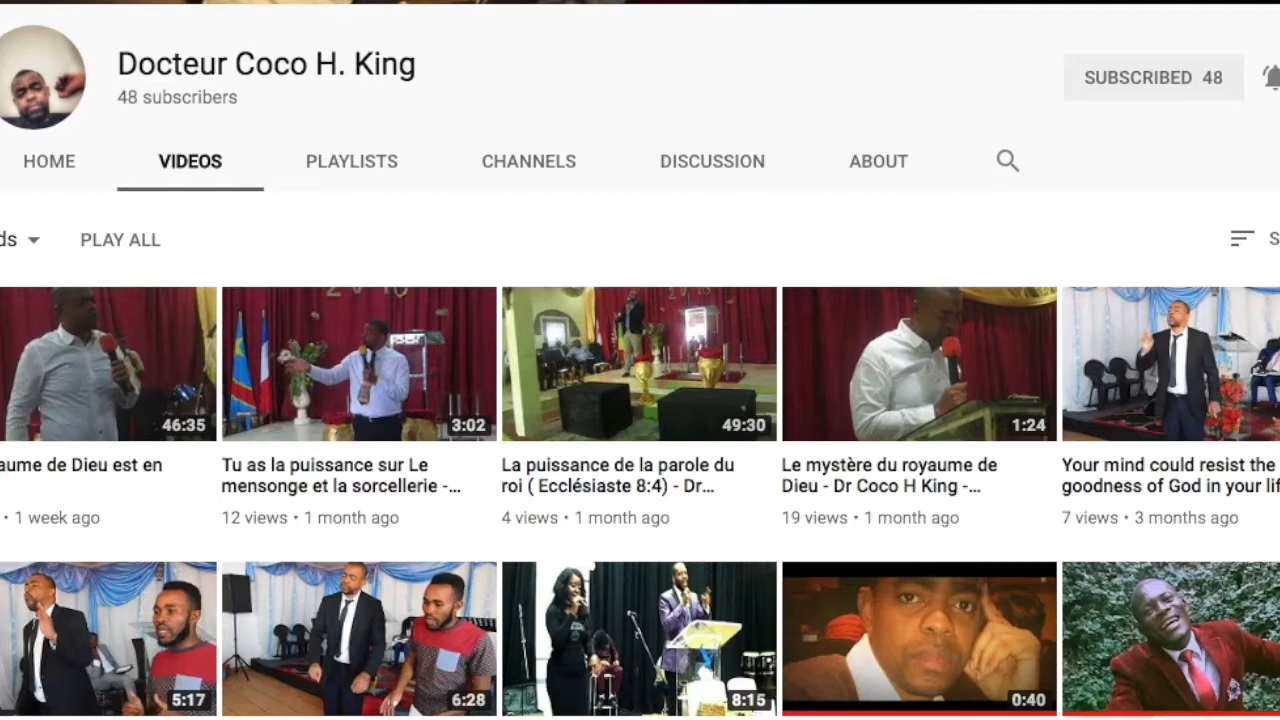 Docteur Coco H. King
48 subscribers
SUBSCRIBED 48
HOME VIDEOS PLAYLISTS CHANNELS DISCUSSION ABOUT
ds PLAY ALL S
46:35 3:02 49:30 1:24
aume de Dieu est en
• 1 week ago
Tu as la puissance sur Le
mensonge et la sorcellerie -...
12 views • 1 month ago
La puissance de la parole du
roi ( Ecclésiaste 8:4) - Dr...
4 views • 1 month ago
Le mystère du royaume de
Dieu - Dr Coco H King -...
19 views • 1 month ago
Your mind could resist the
goodness of God in your lif
7 views • 3 months ago
5:17 6:28 8:15 0:40